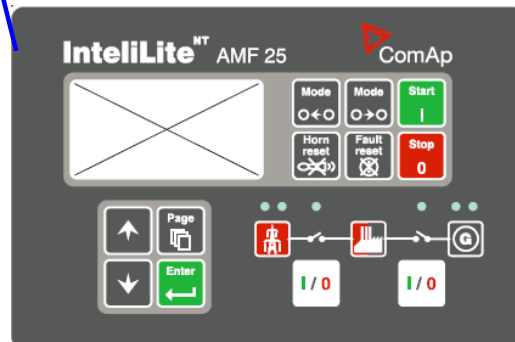 InteliLite NT AMF 25
ComAp
Mode
Mode
Start
I
Horn reset
Fault reset
Stop
0
Page
Enter
G
I / 0
I / 0